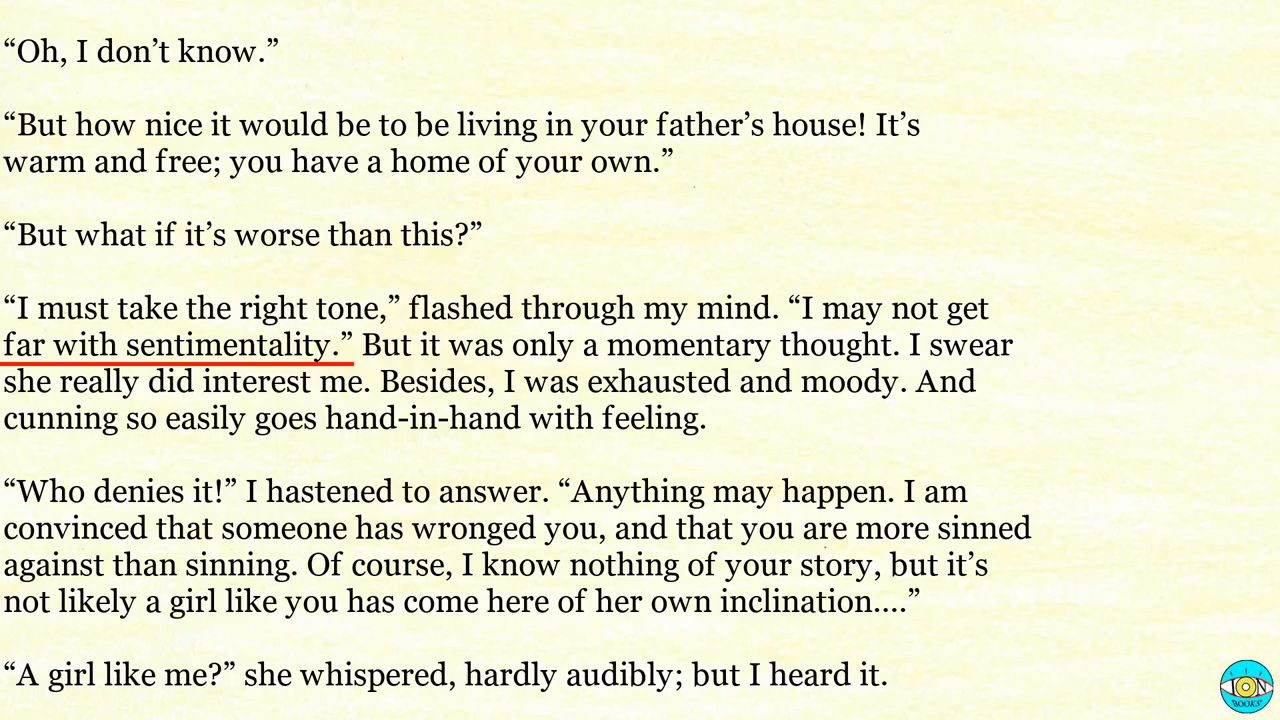 “Oh, I don’t know.”
“But how nice it would be to be living in your father’s house! It’s
warm and free; you have a home of your own.”
“But what if it’s worse than this?”
“I must take the right tone,” flashed through my mind. “I may not get
far with sentimentality.” But it was only a momentary thought. I swear
she really did interest me. Besides, I was exhausted and moody. And
cunning so easily goes hand-in-hand with feeling.
“Who denies it!” I hastened to answer. “Anything may happen. I am
convinced that someone has wronged you, and that you are more sinned
against than sinning. Of course, I know nothing of your story, but it’s
not likely a girl like you has come here of her own inclination....”
“A girl like me?” she whispered, hardly audibly; but I heard it.
ION
BOOKS